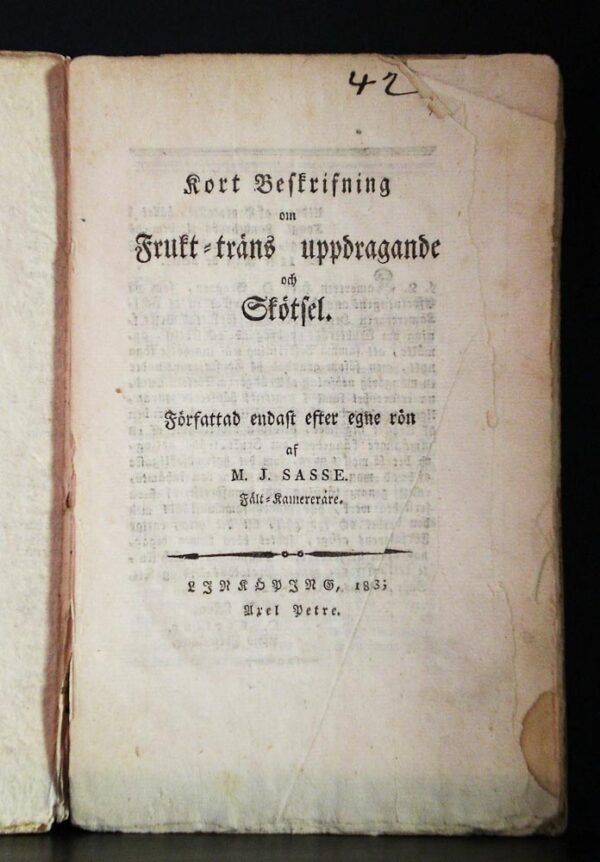 42
Kort Beſkrifning
om
Frukt-träns uppdragande
och
Skötſel.
Författad endaſt efter egne rön
af
M. J. SASSE.
Fält-Kamererare.
LINKÖPING,
Axel Petre.